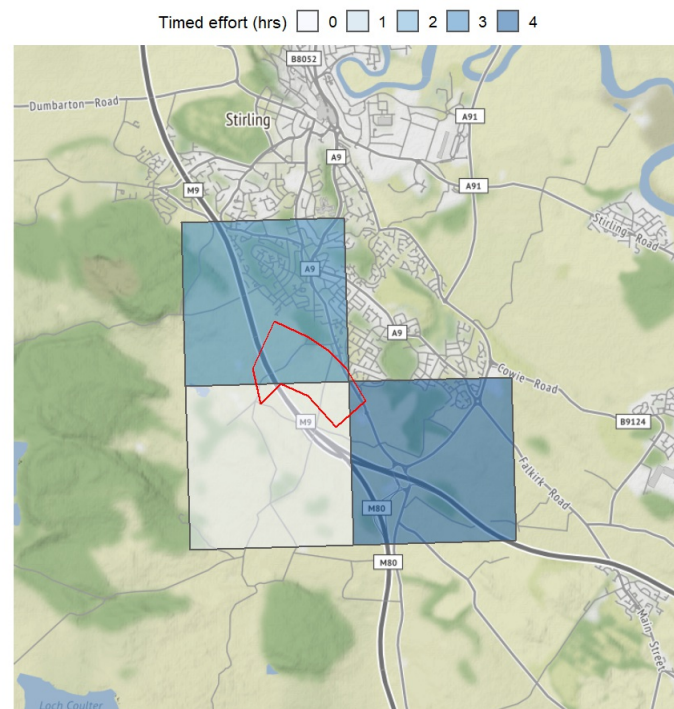 Timed effort (hrs) 0 1 2 3 4
B8052
Dumbarton Road
Stirling
A91
A9
M9
A91
Stirling Road
A9
A9
Cowie Road
M9
B9124
Falkirk Road
M80
M80
Main Street
Loch Coulter